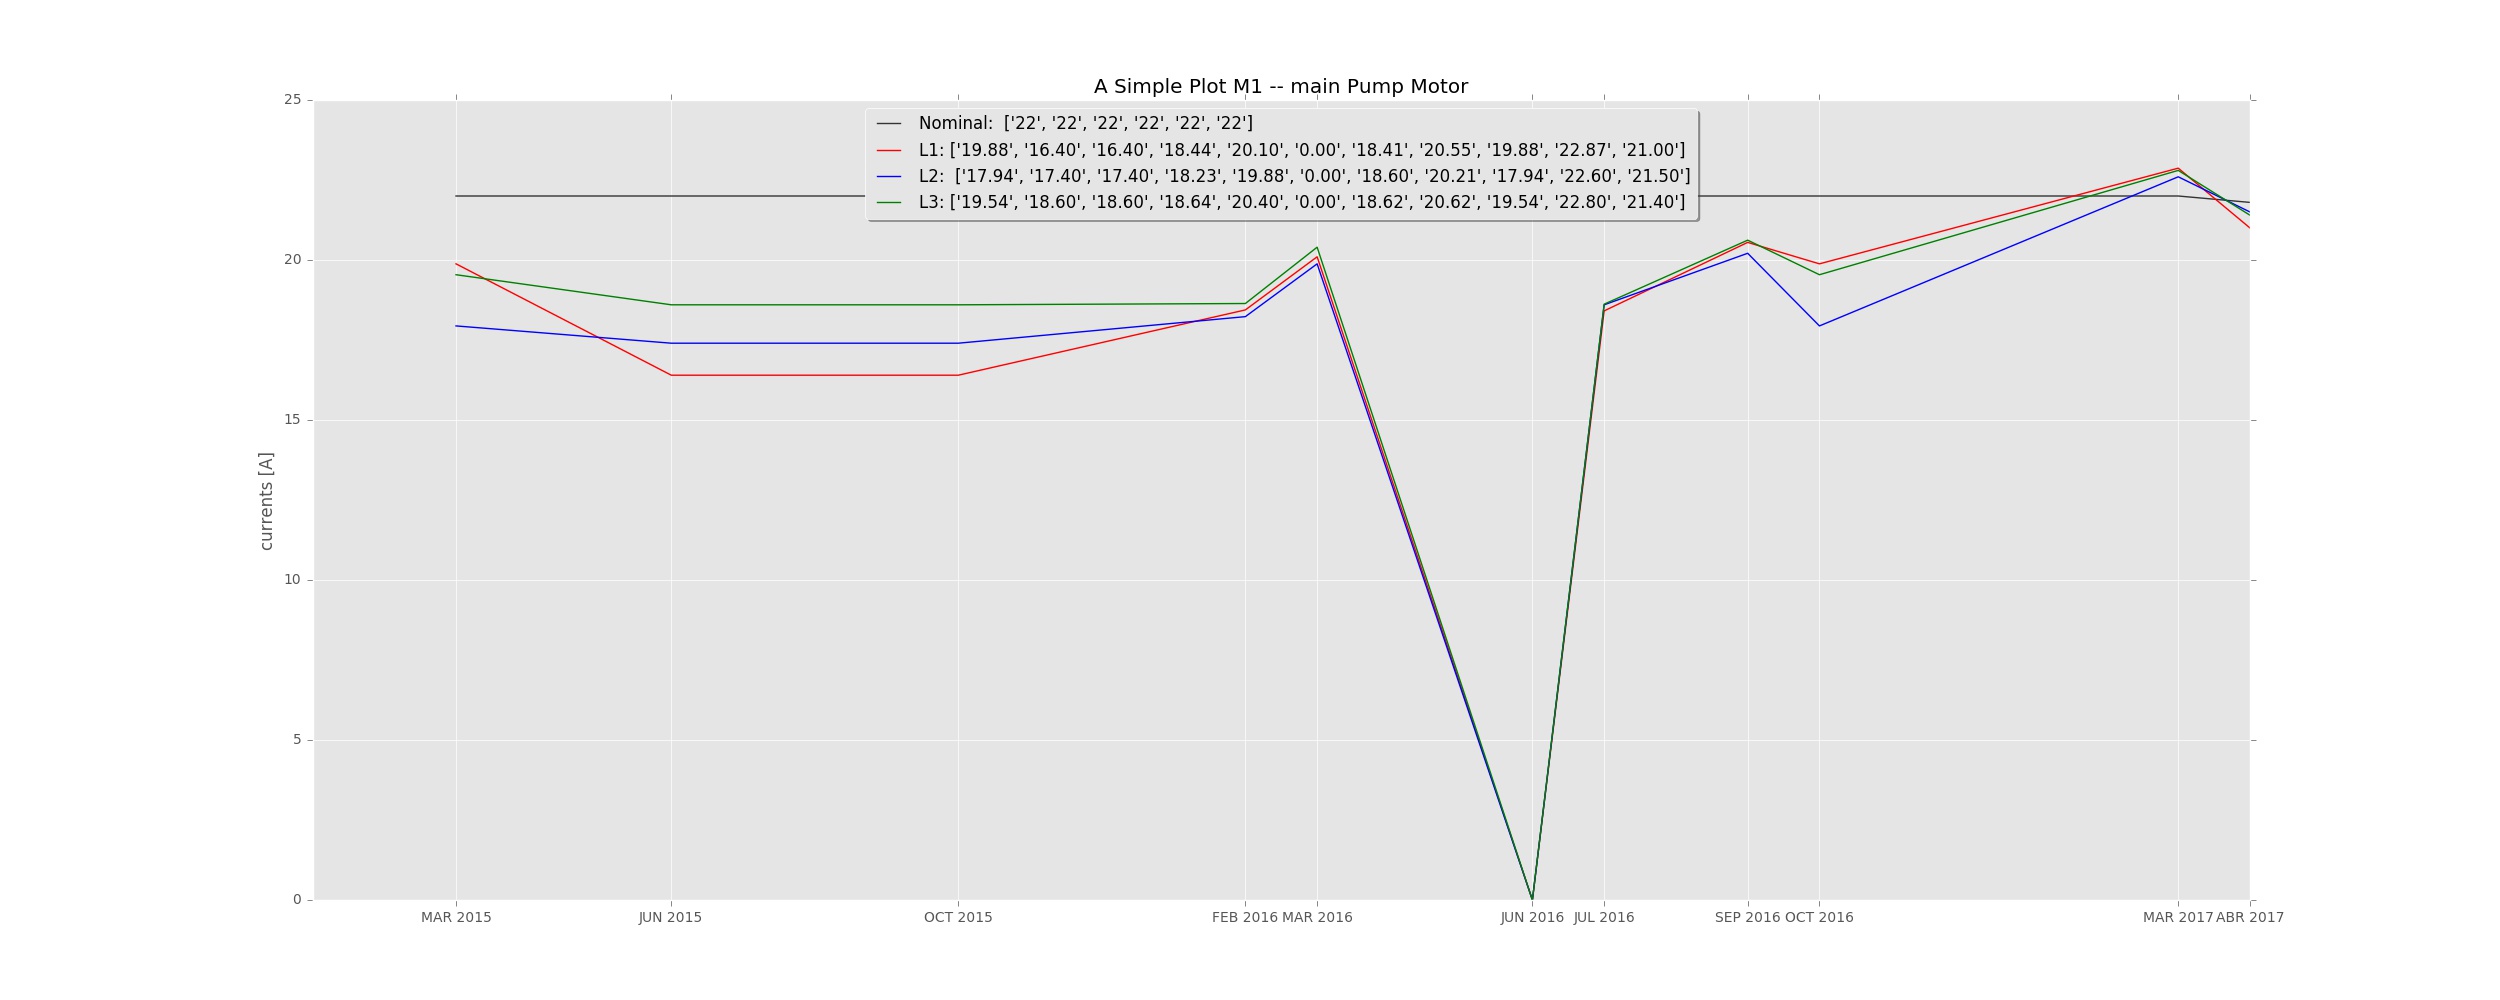 A Simple Plot M1 -- main Pump Motor
25
Nominal:  ['22', '22', '22', '22', '22', '22']
L1: ['19.88', '16.40', '16.40', '18.44', '20.10', '0.00', '18.41', '20.55', '19.88', '22.87', '21.00']
L2:  ['17.94', '17.40', '17.40', '18.23', '19.88', '0.00', '18.60', '20.21', '17.94', '22.60', '21.50']
L3: ['19.54', '18.60', '18.60', '18.64', '20.40', '0.00', '18.62', '20.62', '19.54', '22.80', '21.40']
20
15
currents [A]
10
5
0
MAR 2015 JUN 2015 OCT 2015 FEB 2016 MAR 2016 JUN 2016 JUL 2016 SEP 2016 OCT 2016 MAR 2017 ABR 2017